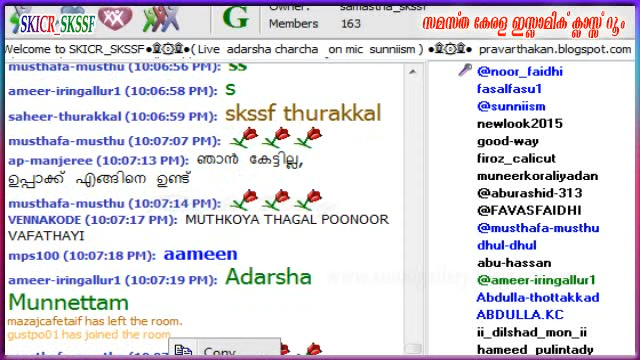 SKICR_SKSSF
G
Owner: samastha_skssf
Members 163
സമസ്ത കേരള ഇസ്ലാമിക് ക്ലാസ്സ് റൂം
Welcome to SKICR_SKSSF●۩۞۩●( Live adarsha charcha on mic sunniism ) ●۩۞۩● pravarthakan.blogspot.com
musthafa-musthu (10:06:56 PM): ss
ameer-iringallur1 (10:06:58 PM): S
saheer-thurakkal (10:06:59 PM): skssf thurakkal
musthafa-musthu (10:07:07 PM):
ap-manjeree (10:07:13 PM): ഞാൻ കേട്ടില്ല,
ഉപ്പാക്ക് എങ്ങിനെ ഉണ്ട്
musthafa-musthu (10:07:14 PM):
VENNAKODE (10:07:17 PM): MUTHKOYA THAGAL POONOOR
VAFATHAYI
mps100 (10:07:18 PM): aameen
ameer-iringallur1 (10:07:19 PM): Adarsha
Munnettam
mazajcafetaif has left the room.
gustpo01 has joined the room.
Copy
@noor_faidhi
fasalfasu1
@sunniism
newlook2015
good-way
firoz_calicut
muneerkoraliyadan
@aburashid-313
@FAVASFAIDHI
@musthafa-musthu
dhul-dhul
abu-hassan
@ameer-iringallur1
Abdulla-thottakkad
ABDULLA.KC
ii_dilshad_mon_ii
hameed_pulintady